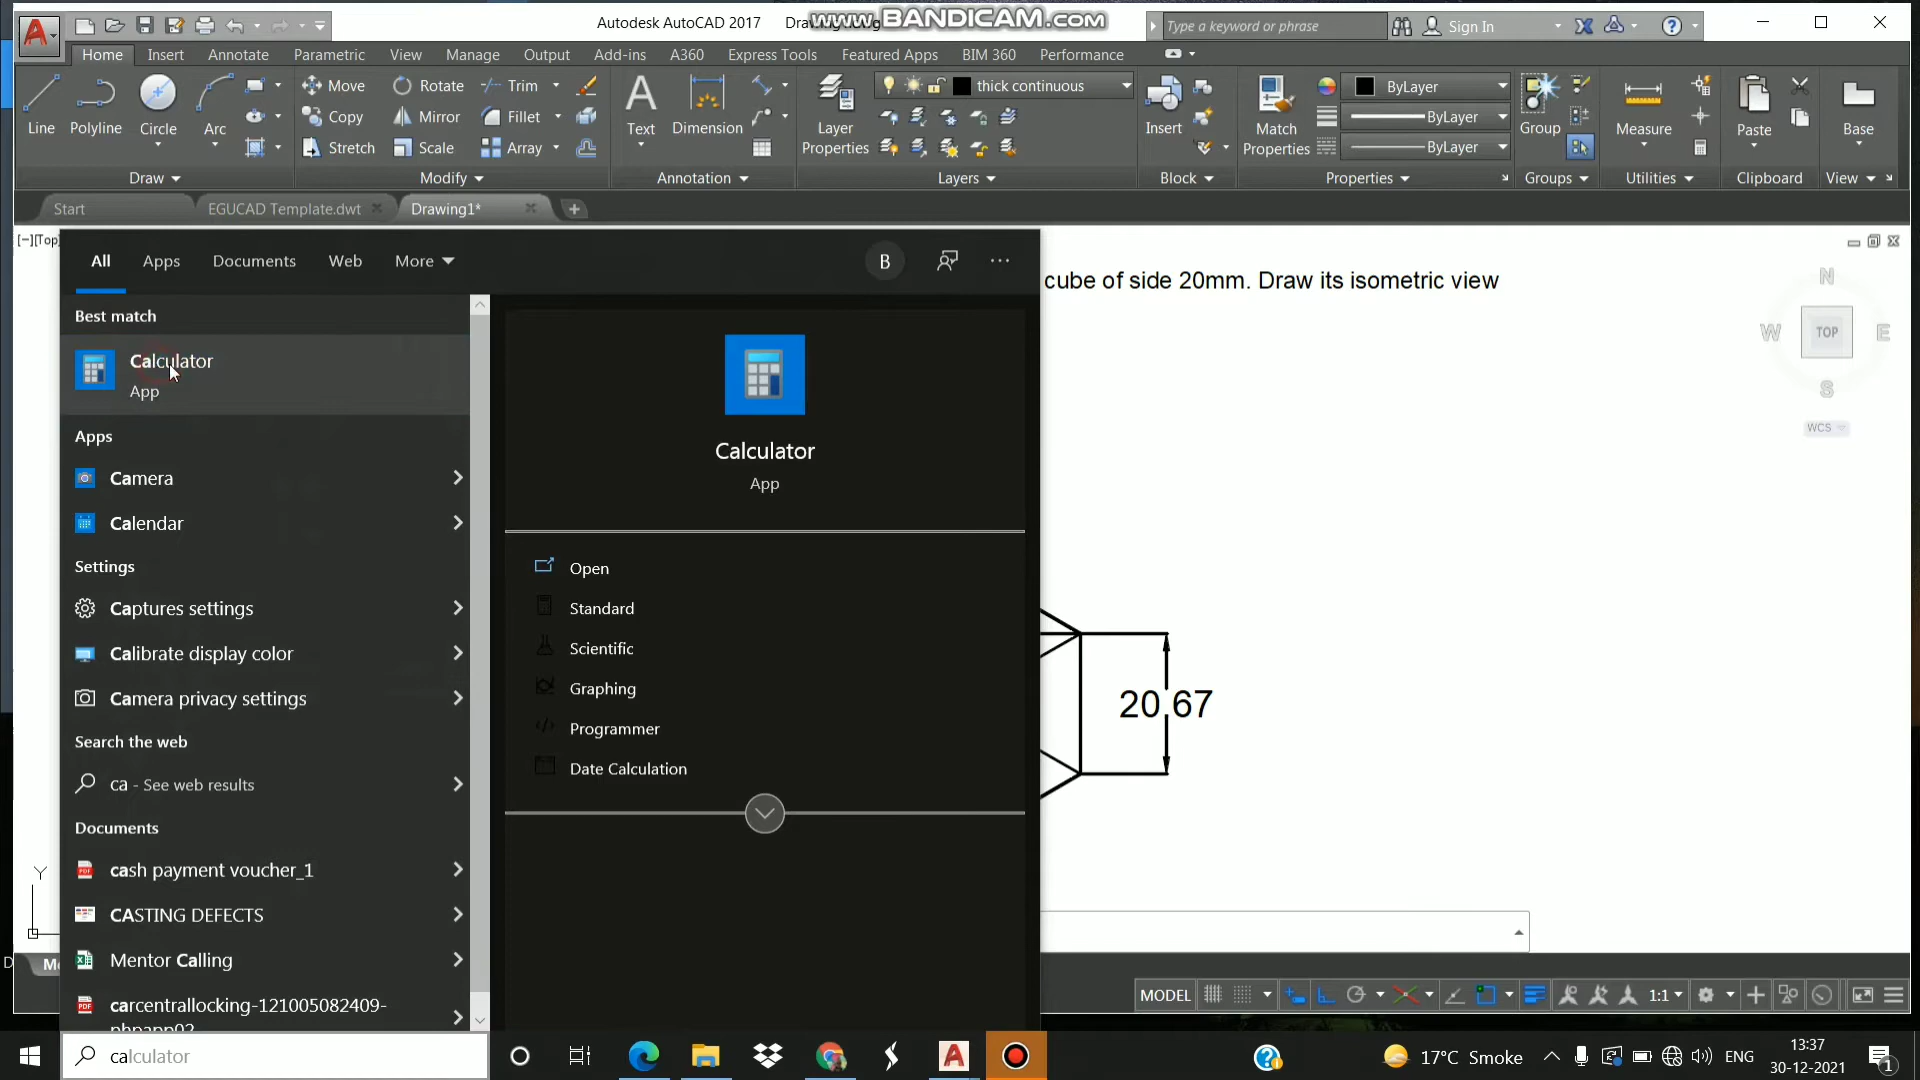 Autodesk AutoCAD 2017
www.BANDICAM.com
Type a keyword or phrase
Sign In
Home Insert Annotate Parametric View Manage Output Add-ins A360 Express Tools Featured Apps BIM 360 Performance
Line Polyline Circle Arc
Move Rotate Trim
Copy Mirror Fillet
Stretch Scale Array
Text Dimension
Layer Properties
thick continuous
Insert
Match Properties
ByLayer
ByLayer
ByLayer
Group
Measure
Paste
Base
Draw Modify Annotation Layers Block Properties Groups Utilities Clipboard View
Start EGUCAD Template.dwt Drawing1*
[−][Top]
All Apps Documents Web More
B
Best match
Calculator
App
Apps
Camera
Calendar
Settings
Captures settings
Calibrate display color
Camera privacy settings
Search the web
ca - See web results
Documents
cash payment voucher_1
CASTING DEFECTS
Mentor Calling
carcentrallocking-121005082409-
phpapp02
Calculator
App
Open
Standard
Scientific
Graphing
Programmer
Date Calculation
cube of side 20mm. Draw its isometric view
N
W TOP E
S
WCS
20.67
Y
MODEL
1:1
calculator
17°C Smoke
ENG
13:37
30-12-2021
1